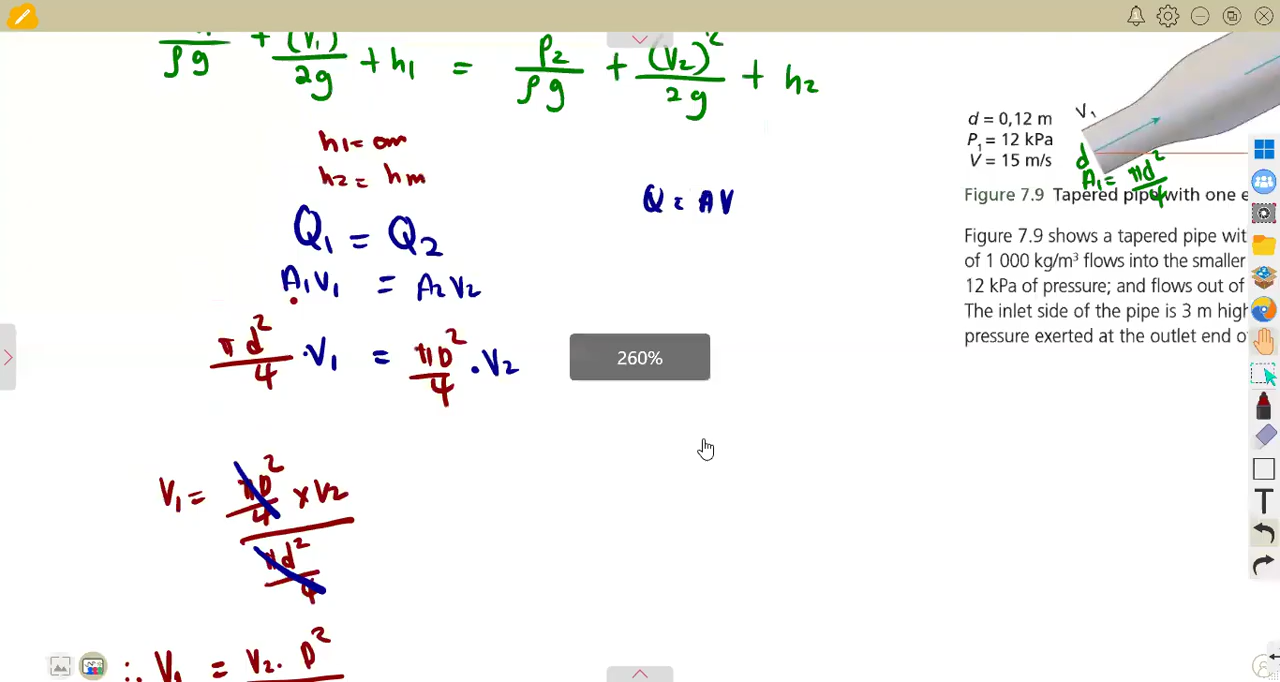 /ρg + (V₁)/2g + h₁ = P₂/ρg + (V₂)²/2g + h₂
h₁= 0m
h₂= hm
Q₁ = Q₂
A₁V₁ = A₂V₂
πd²/4 · V₁ = πD²/4 · V₂
V₁= πD²/4 × V₂
πd²/4
∴ V₁ = V₂. D²
Q = AV
260%
V₁
d = 0,12 m
P₁ = 12 kPa
V = 15 m/s
d
A₁= πd²/4
Figure 7.9 Tapered pipe with one e
Figure 7.9 shows a tapered pipe wit
of 1 000 kg/m³ flows into the smaller
12 kPa of pressure; and flows out of
The inlet side of the pipe is 3 m high
pressure exerted at the outlet end o
T